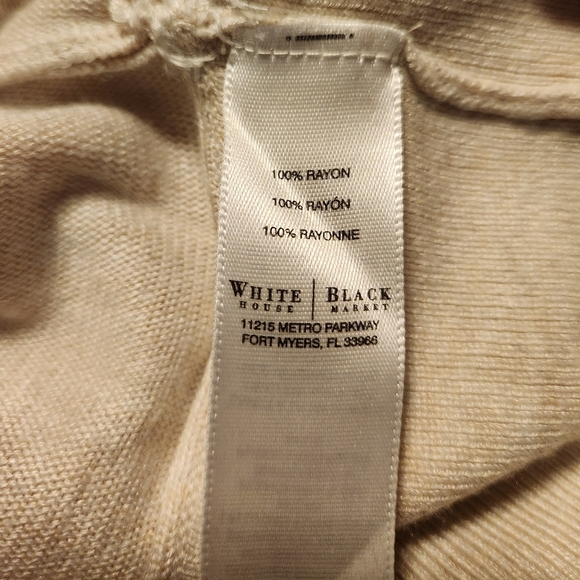 100% RAYON
100% RAYÓN
100% RAYONNE
WHITE | BLACK
HOUSE | MARKET
11215 METRO PARKWAY
FORT MYERS, FL 33966